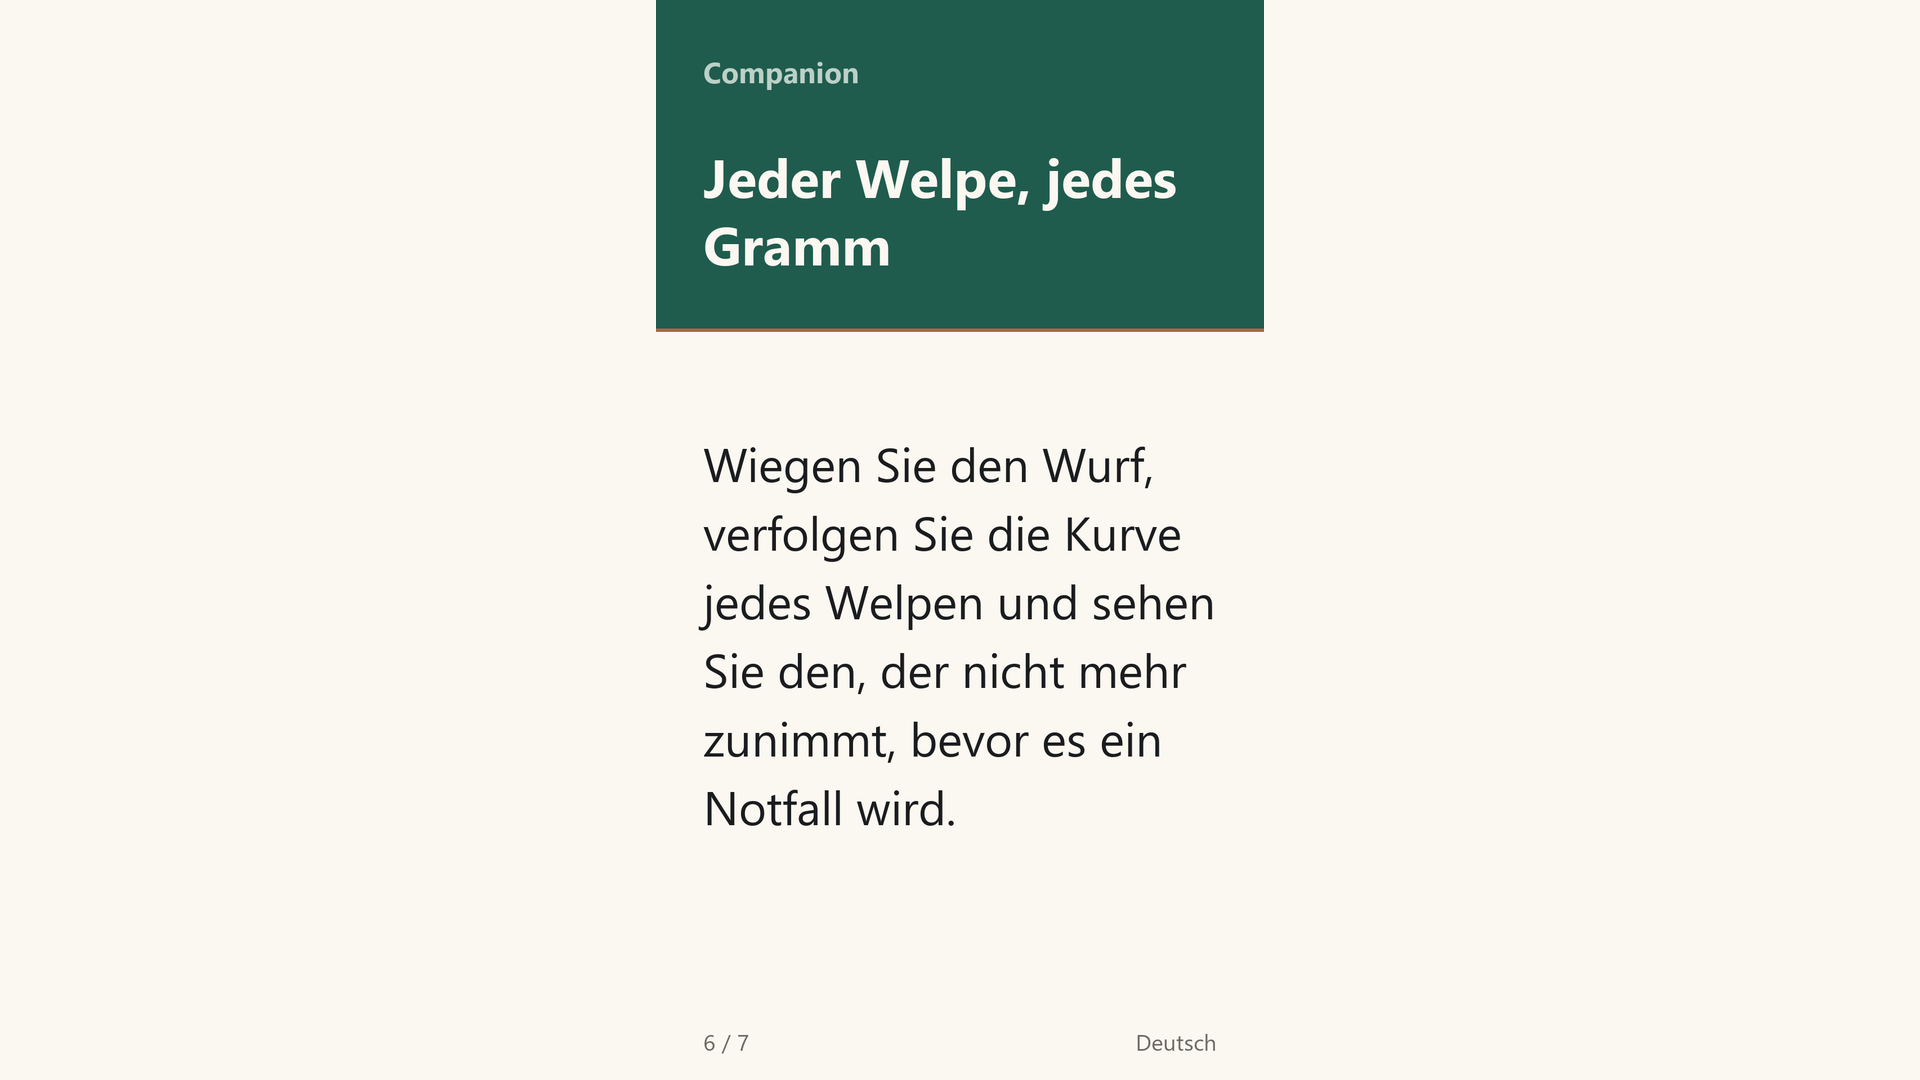 Companion
Jeder Welpe, jedes
Gramm
Wiegen Sie den Wurf,
verfolgen Sie die Kurve
jedes Welpen und sehen
Sie den, der nicht mehr
zunimmt, bevor es ein
Notfall wird.
6 / 7
Deutsch